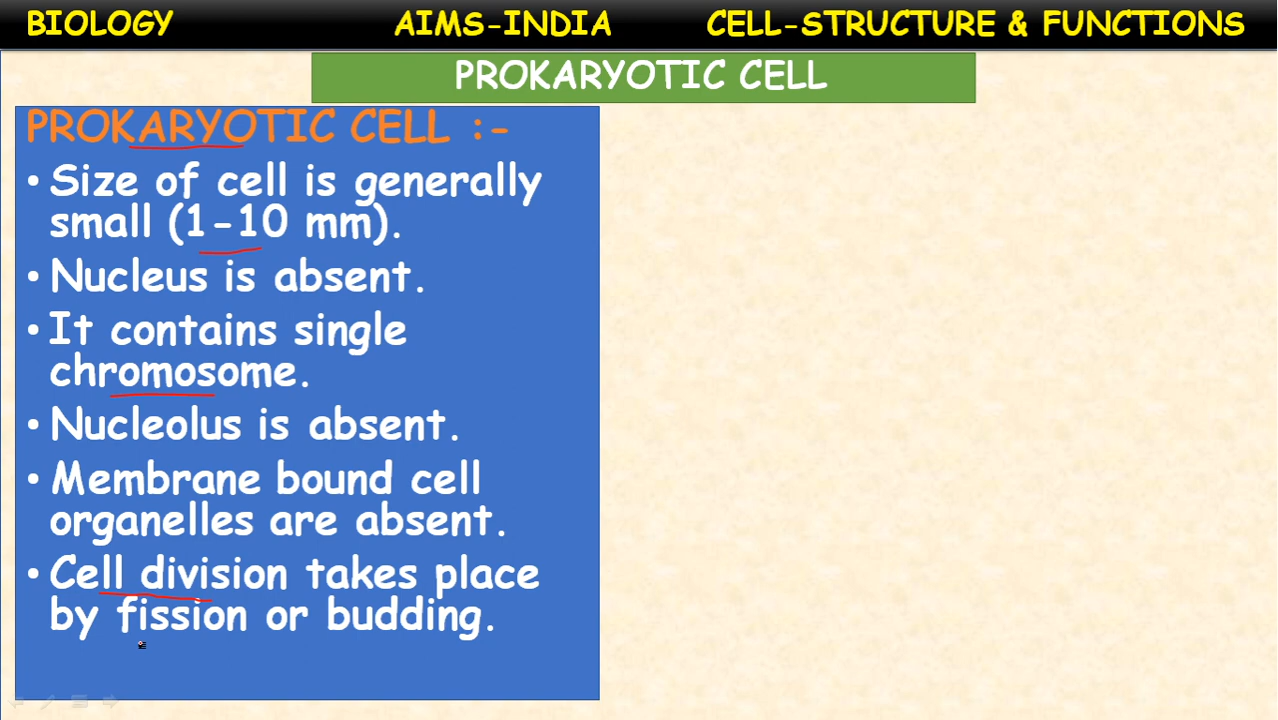 BIOLOGY AIMS-INDIA CELL-STRUCTURE & FUNCTIONS
PROKARYOTIC CELL
PROKARYOTIC CELL :-
• Size of cell is generally
small (1-10 mm).
• Nucleus is absent.
• It contains single
chromosome.
• Nucleolus is absent.
• Membrane bound cell
organelles are absent.
• Cell division takes place
by fission or budding.